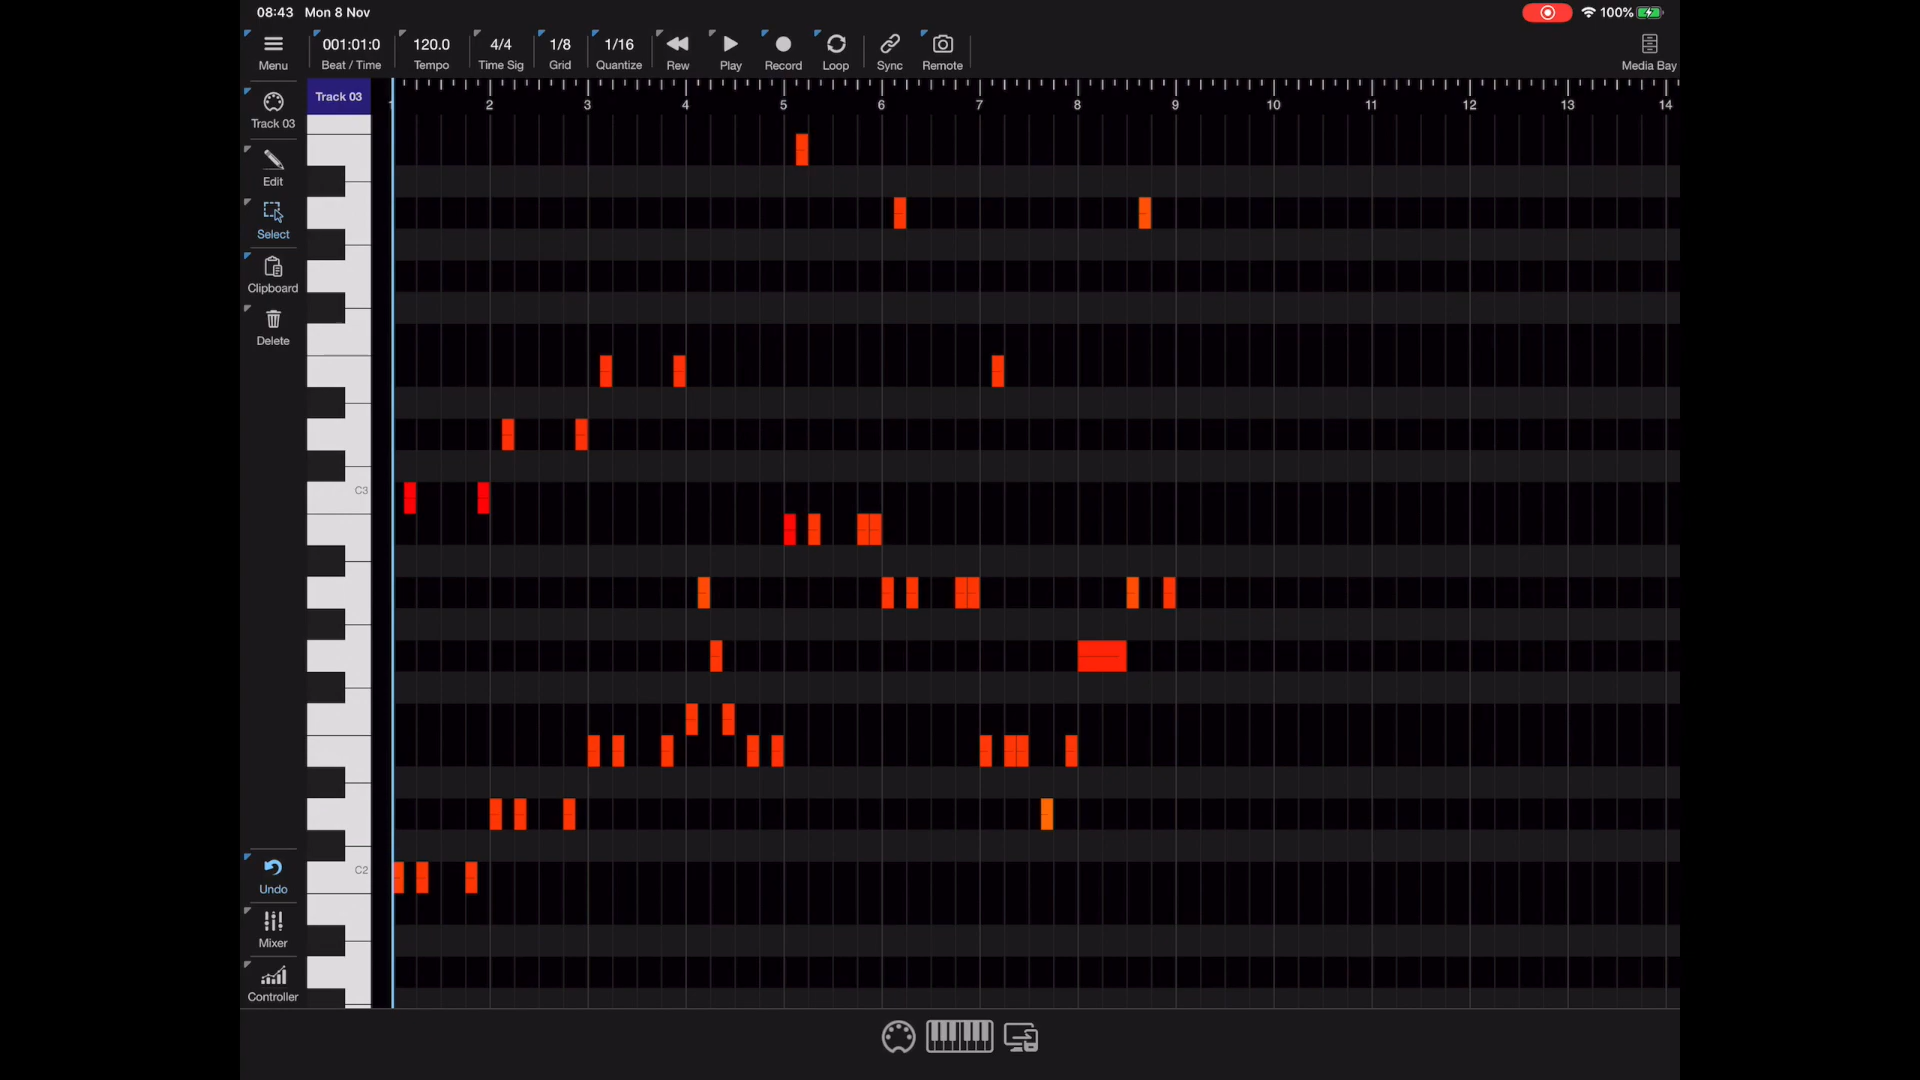 08:43 Mon 8 Nov 100%
001:01:0 120.0 4/4 1/8 1/16
Menu Beat / Time Tempo Time Sig Grid Quantize Rew Play Record Loop Sync Remote Media Bay
Track 03
1 2 3 4 5 6 7 8 9 10 11 12 13 14
Track 03
Edit
Select
Clipboard
Delete
C3
C2
Undo
Mixer
Controller